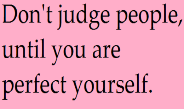 Don't judge people,
until you are
perfect yourself.